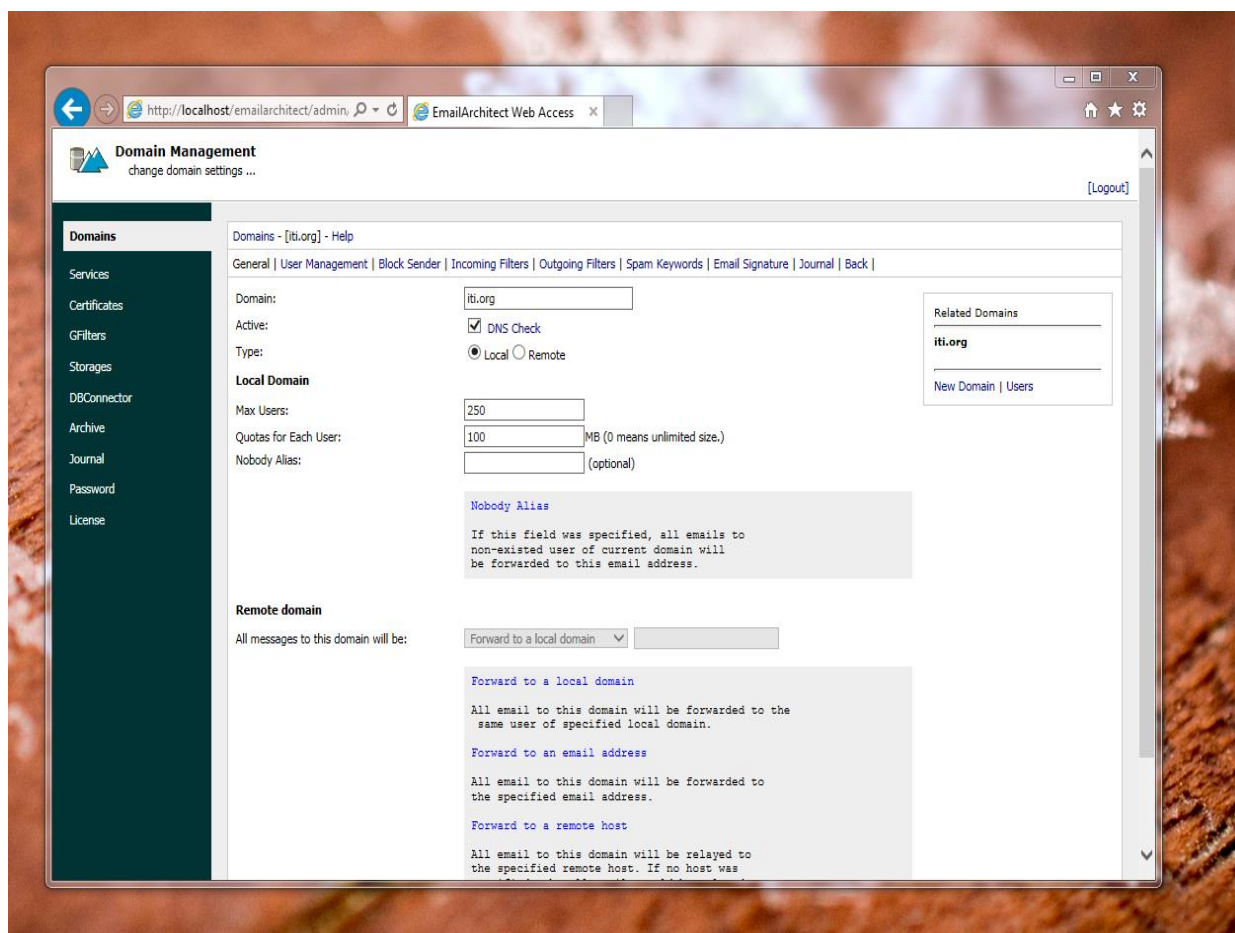 X
http://localhost/emailarchitect/admin,
EmailArchitect Web Access
Domain Management
change domain settings ...
[Logout]
Domains
Services
Certificates
GFilters
Storages
DBConnector
Archive
Journal
Password
License
Domains - [iti.org] - Help
General | User Management | Block Sender | Incoming Filters | Outgoing Filters | Spam Keywords | Email Signature | Journal | Back |
Domain: iti.org
Active: DNS Check
Type: Local Remote
Local Domain
Max Users: 250
Quotas for Each User: 100 MB (0 means unlimited size.)
Nobody Alias: (optional)
Nobody Alias
If this field was specified, all emails to
non-existed user of current domain will
be forwarded to this email address.
Remote domain
All messages to this domain will be: Forward to a local domain
Forward to a local domain
All email to this domain will be forwarded to the
same user of specified local domain.
Forward to an email address
All email to this domain will be forwarded to
the specified email address.
Forward to a remote host
All email to this domain will be relayed to
the specified remote host. If no host was
Related Domains
iti.org
New Domain | Users